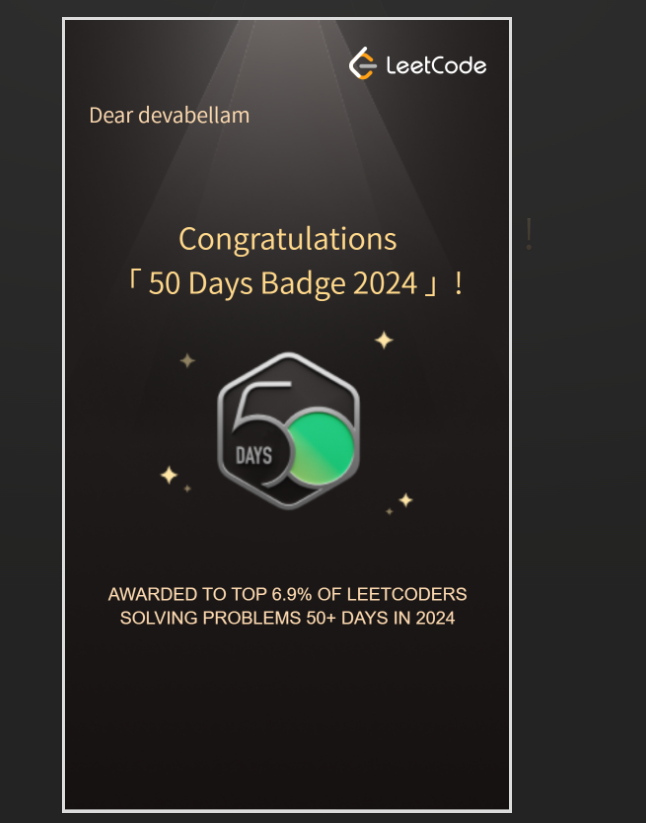 LeetCode
Dear devabellam
Congratulations
「 50 Days Badge 2024 」!
!
50
DAYS
AWARDED TO TOP 6.9% OF LEETCODERS
SOLVING PROBLEMS 50+ DAYS IN 2024